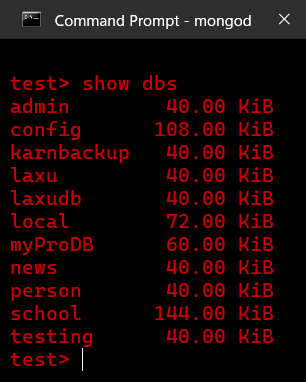 Command Prompt - mongod
test> show dbs
admin 40.00 KiB
config 108.00 KiB
karnbackup 40.00 KiB
laxu 40.00 KiB
laxudb 40.00 KiB
local 72.00 KiB
myProDB 60.00 KiB
news 40.00 KiB
person 40.00 KiB
school 144.00 KiB
testing 40.00 KiB
test>